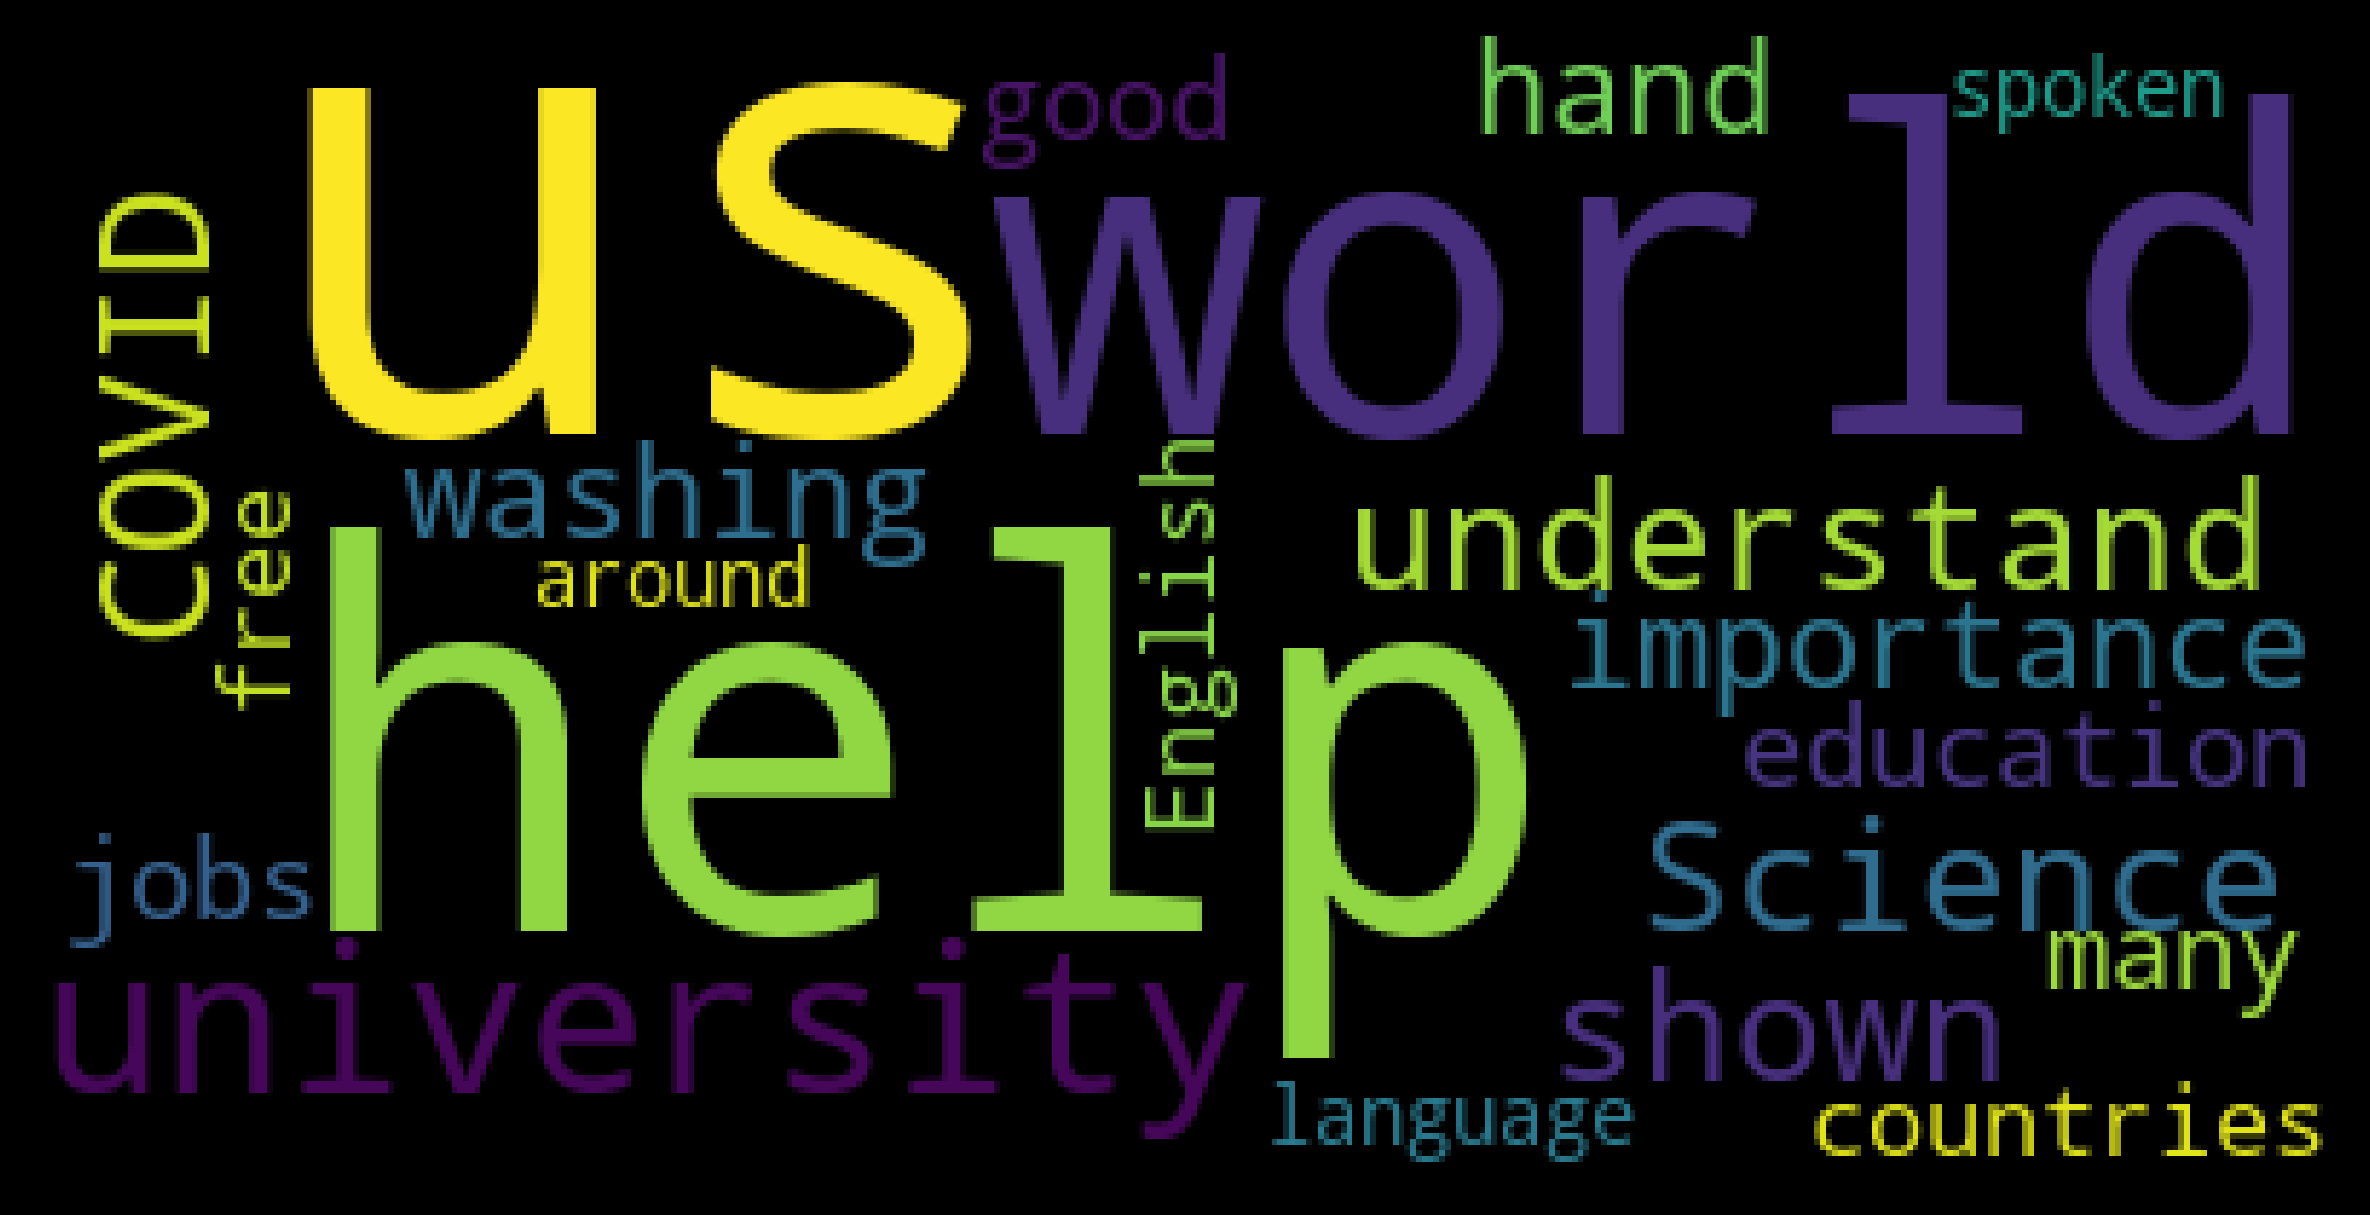 us
good
hand
spoken
world
COVID
washing
English
understand
free
around
help
importance
education
jobs
Science
many
university
shown
language
countries